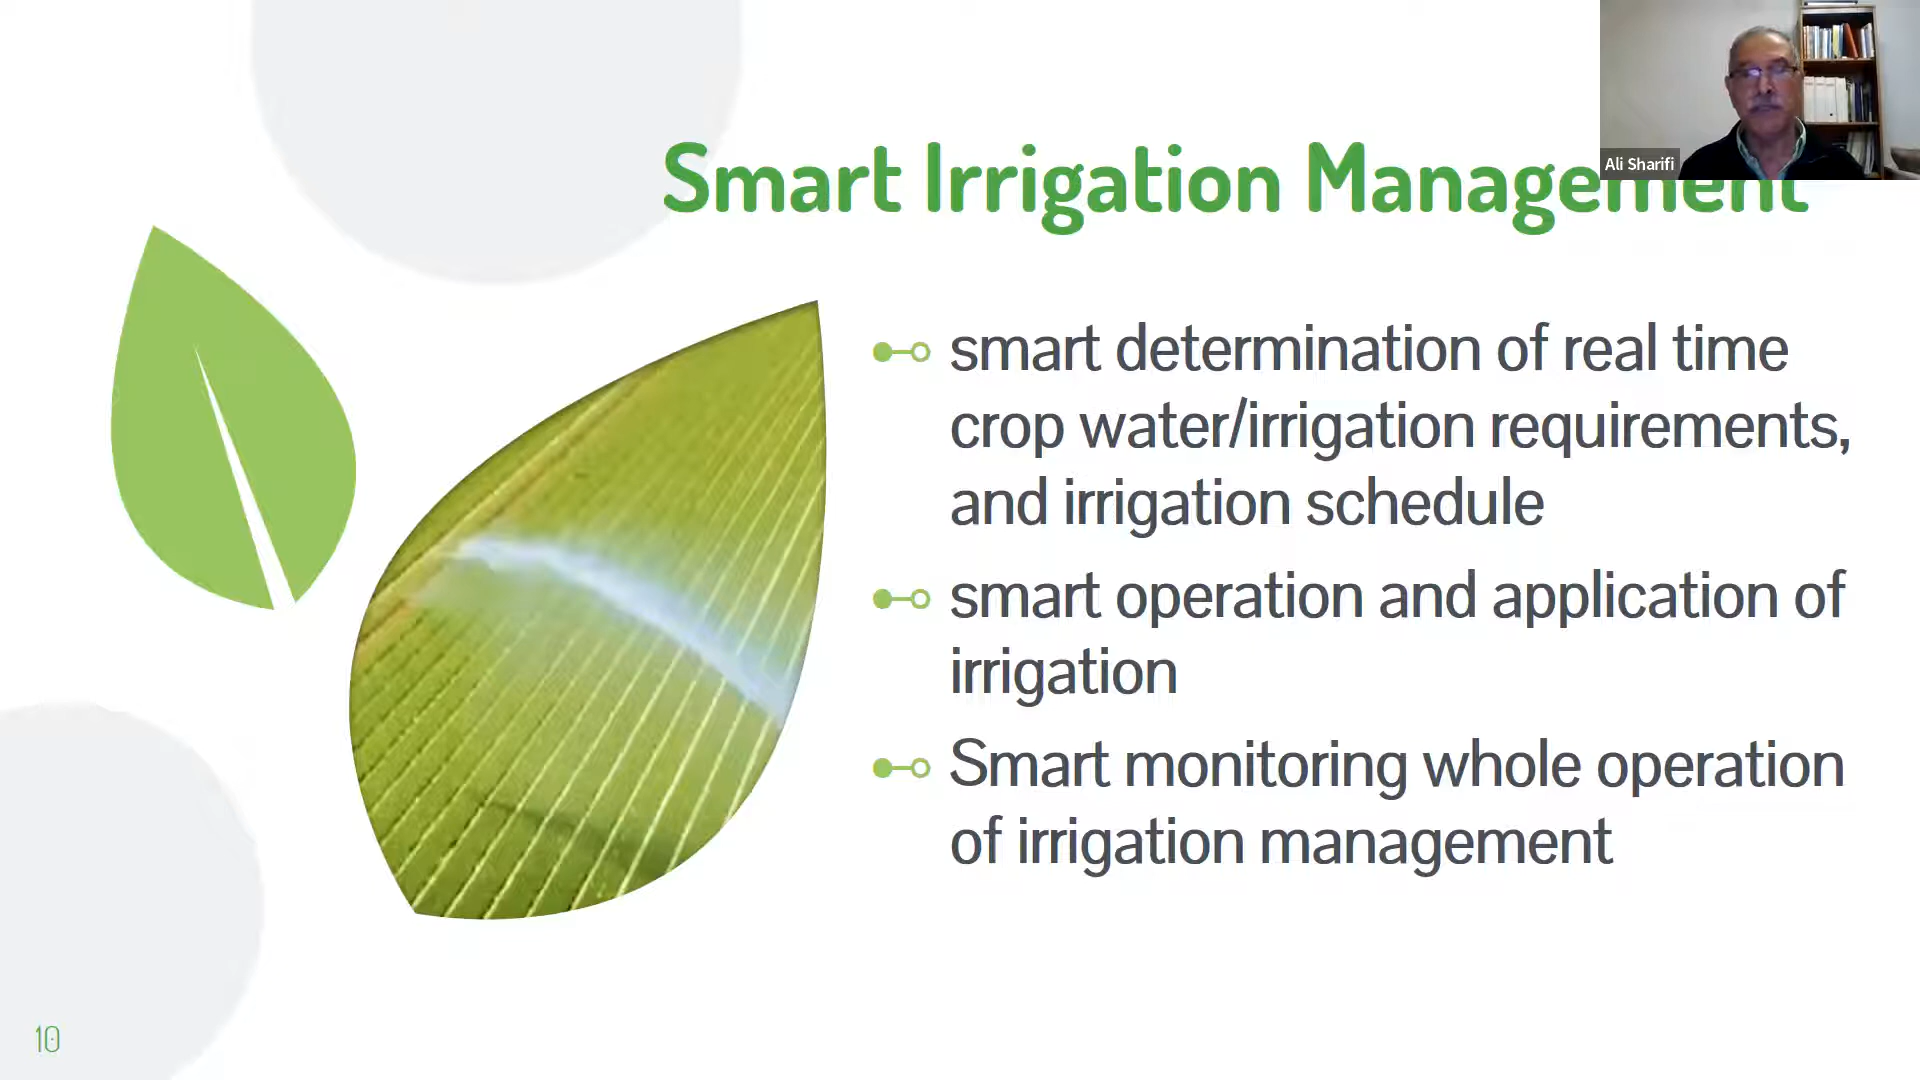 Ali Sharifi
Smart Irrigation Management
smart determination of real time
crop water/irrigation requirements,
and irrigation schedule
smart operation and application of
irrigation
Smart monitoring whole operation
of irrigation management
10